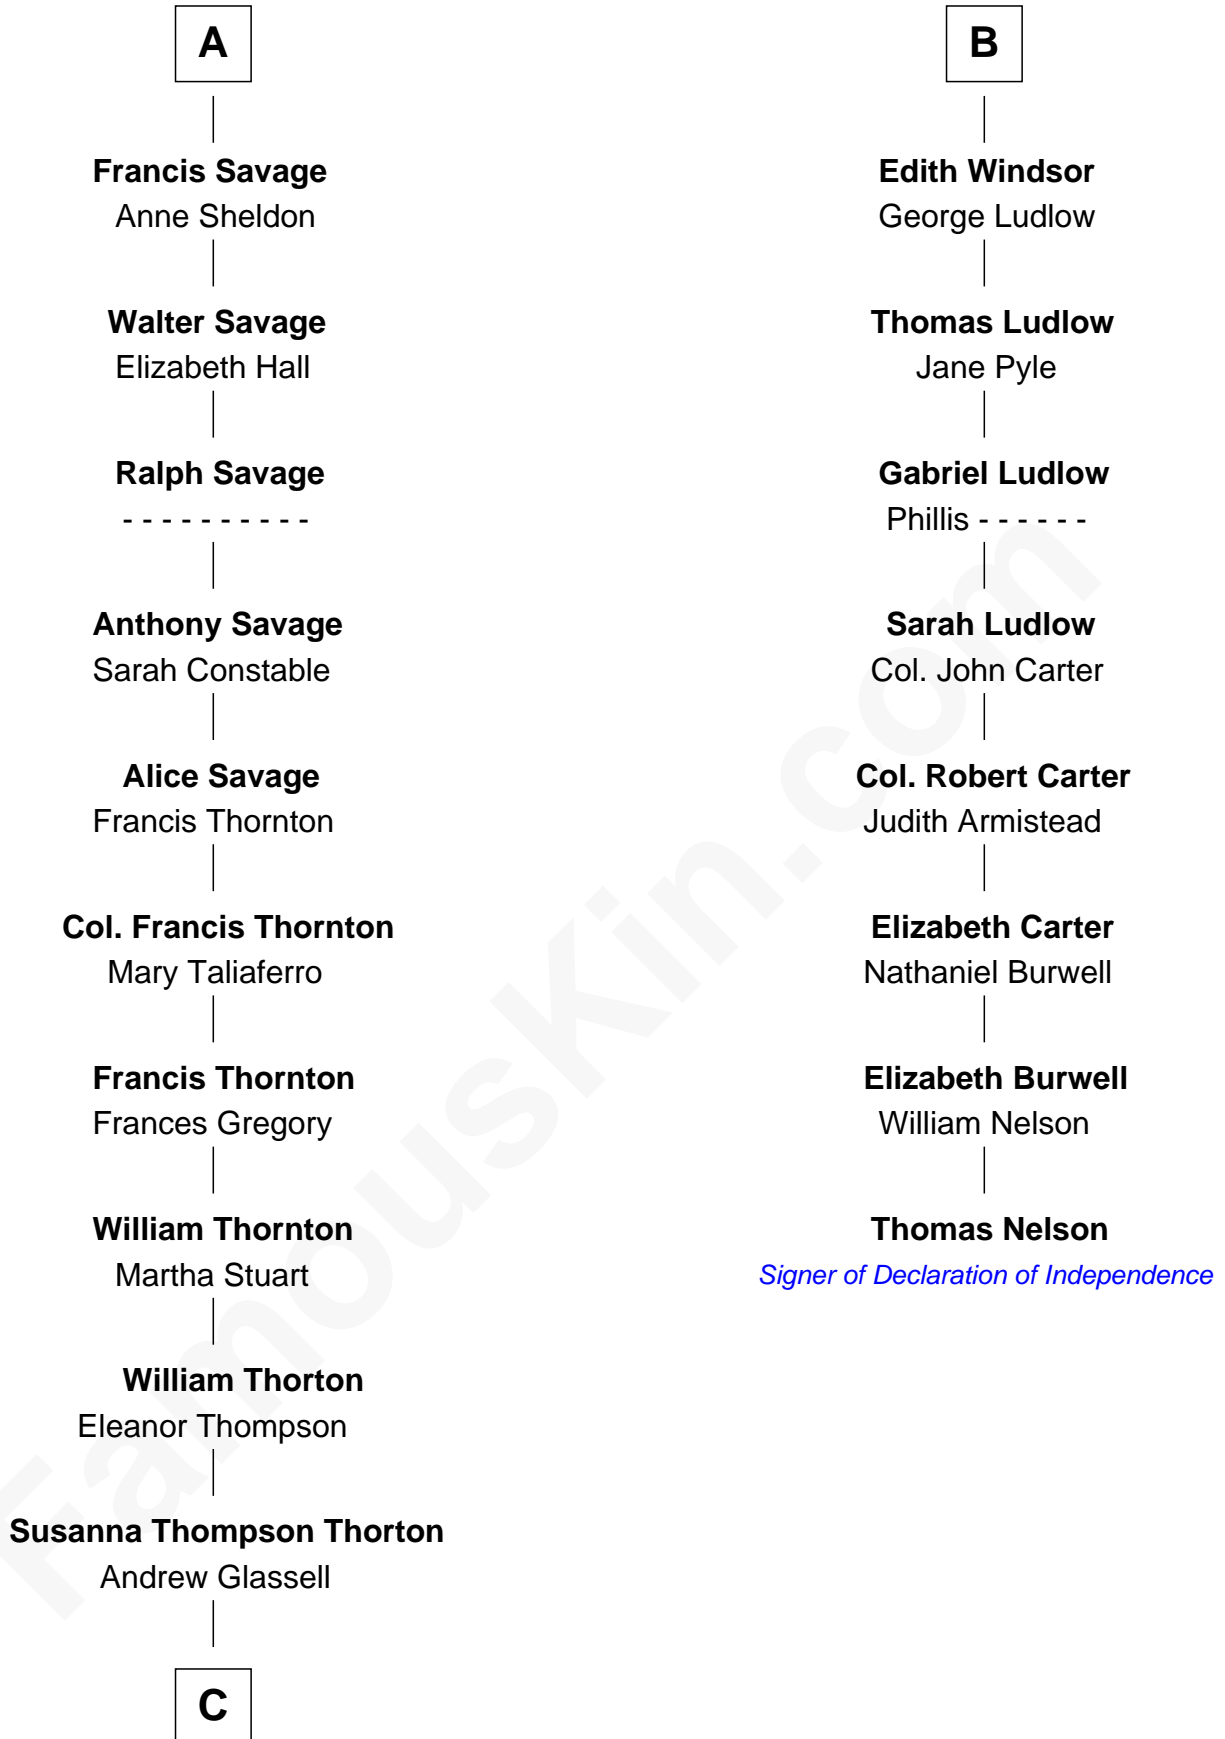 A
Francis Savage
Anne Sheldon
Walter Savage
Elizabeth Hall
Ralph Savage
- - - - - - - - - -
Anthony Savage
Sarah Constable
Alice Savage
Francis Thornton
Col. Francis Thornton
Mary Taliaferro
Francis Thornton
Frances Gregory
William Thornton
Martha Stuart
William Thorton
Eleanor Thompson
Susanna Thompson Thorton
Andrew Glassell
C
B
Edith Windsor
George Ludlow
Thomas Ludlow
Jane Pyle
Gabriel Ludlow
Phillis - - - - - -
Sarah Ludlow
Col. John Carter
Col. Robert Carter
Judith Armistead
Elizabeth Carter
Nathaniel Burwell
Elizabeth Burwell
William Nelson
Thomas Nelson
Signer of Declaration of Independence
FamousKin.com